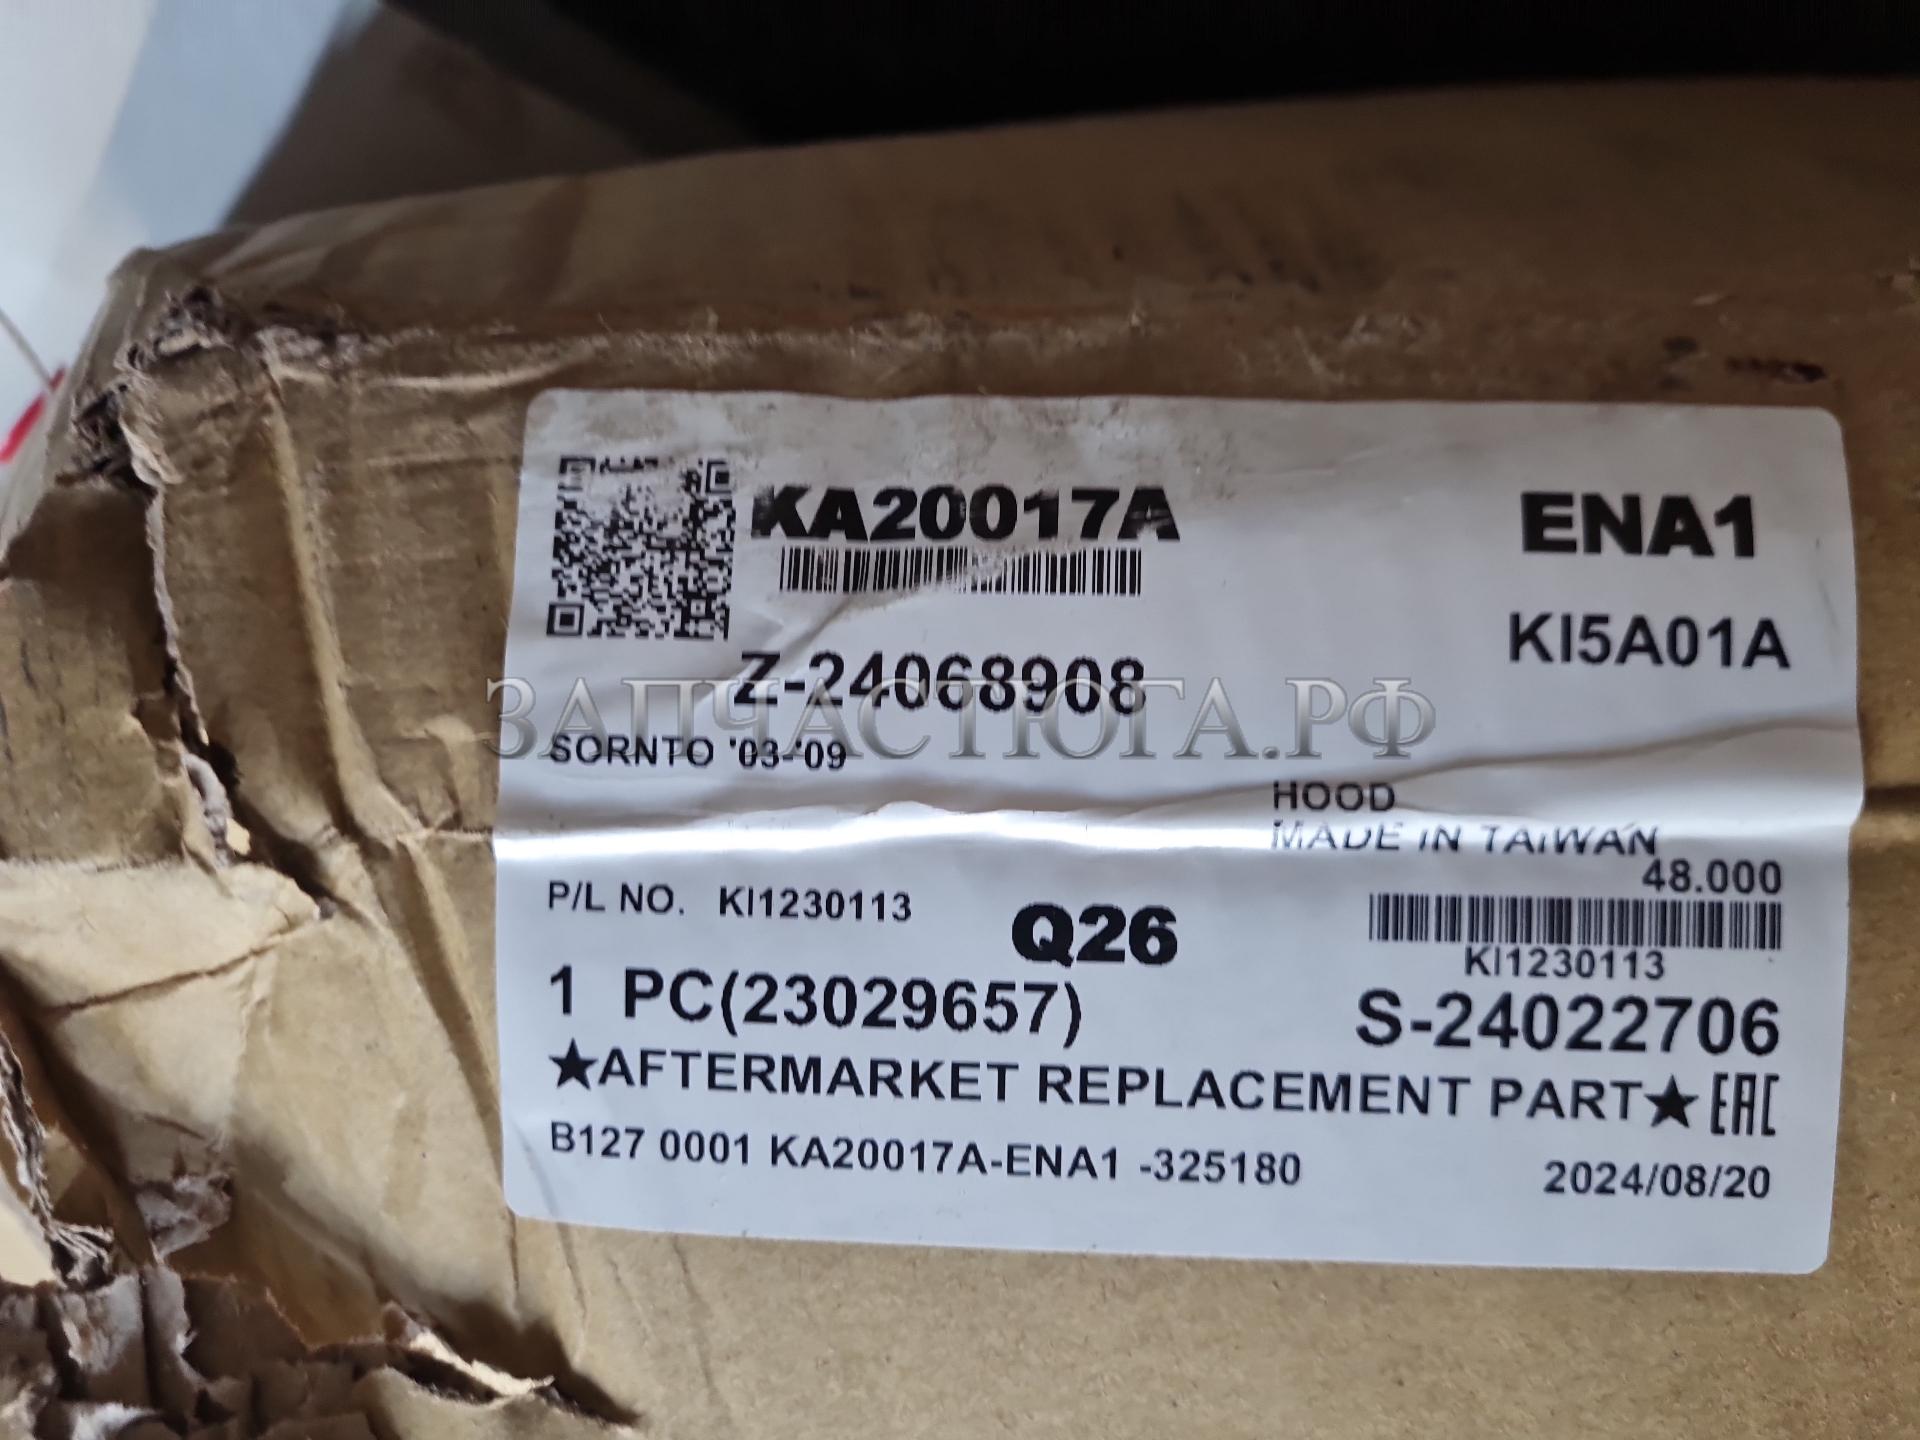 KA20017A
ENA1
KI5A01A
Z-24068908
ЗАПЧАСТЮГА.РФ
SORNTO '03-'09
HOOD
MADE IN TAIWAN
48.000
P/L NO. KI1230113
Q26
KI1230113
1 PC(23029657)
S-24022706
★AFTERMARKET REPLACEMENT PART★ EAC
B127 0001 KA20017A-ENA1 -325180
2024/08/20